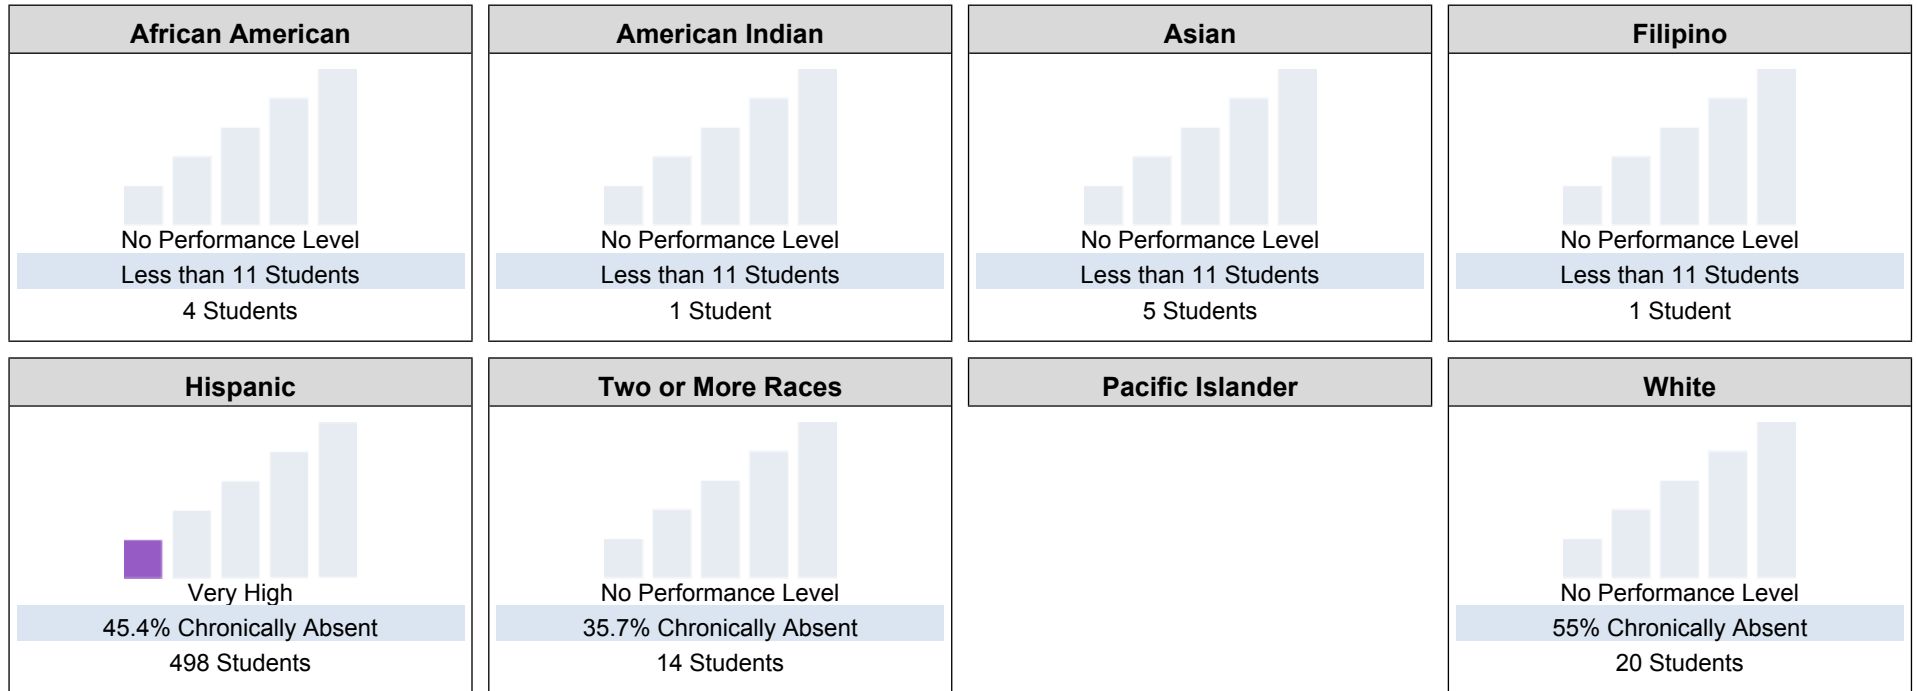 African American
No Performance Level
Less than 11 Students
4 Students
American Indian
No Performance Level
Less than 11 Students
1 Student
Asian
No Performance Level
Less than 11 Students
5 Students
Filipino
No Performance Level
Less than 11 Students
1 Student
Hispanic
Very High
45.4% Chronically Absent
498 Students
Two or More Races
No Performance Level
35.7% Chronically Absent
14 Students
Pacific Islander
White
No Performance Level
55% Chronically Absent
20 Students